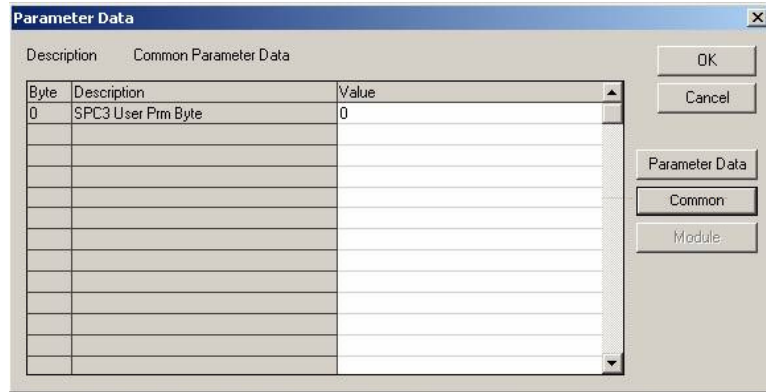 Parameter Data
Description Common Parameter Data
OK
Cancel
Byte Description Value
0 SPC3 User Prm Byte 0
Parameter Data
Common
Module